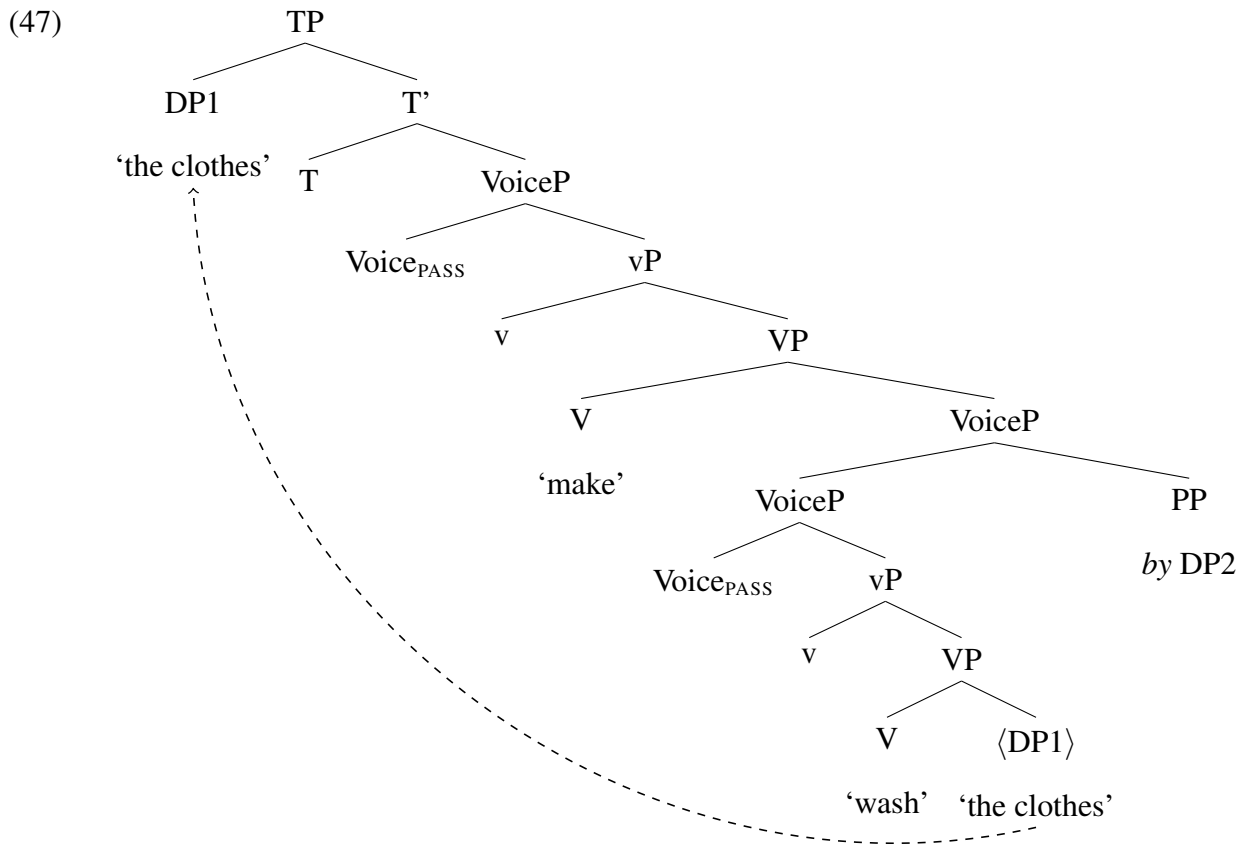 (47) TP
DP1 T’
‘the clothes’ T VoiceP
VoicePASS vP
v VP
V VoiceP
‘make’ VoiceP PP
VoicePASS vP by DP2
v VP
V ⟨DP1⟩
‘wash’ ‘the clothes’